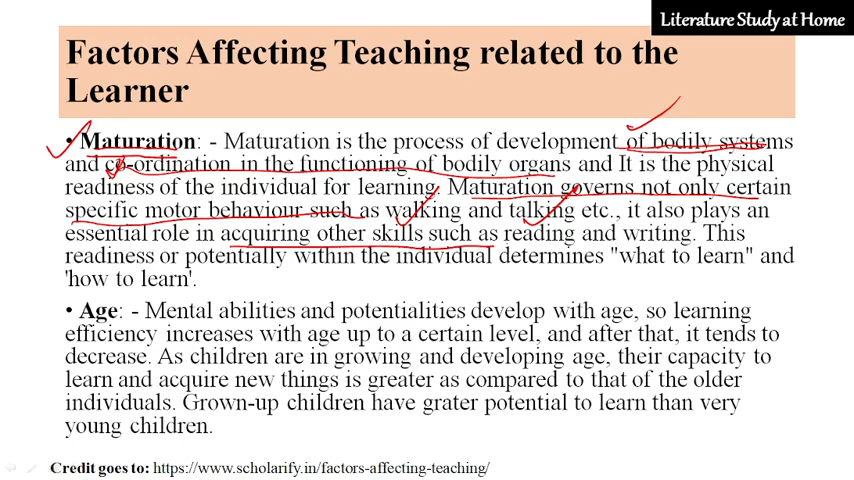 Literature Study at Home
Factors Affecting Teaching related to the
Learner
• Maturation: - Maturation is the process of development of bodily systems
and co-ordination in the functioning of bodily organs and It is the physical
readiness of the individual for learning. Maturation governs not only certain
specific motor behaviour such as walking and talking etc., it also plays an
essential role in acquiring other skills such as reading and writing. This
readiness or potentially within the individual determines "what to learn" and
'how to learn'.
• Age: - Mental abilities and potentialities develop with age, so learning
efficiency increases with age up to a certain level, and after that, it tends to
decrease. As children are in growing and developing age, their capacity to
learn and acquire new things is greater as compared to that of the older
individuals. Grown-up children have grater potential to learn than very
young children.
Credit goes to: https://www.scholarify.in/factors-affecting-teaching/